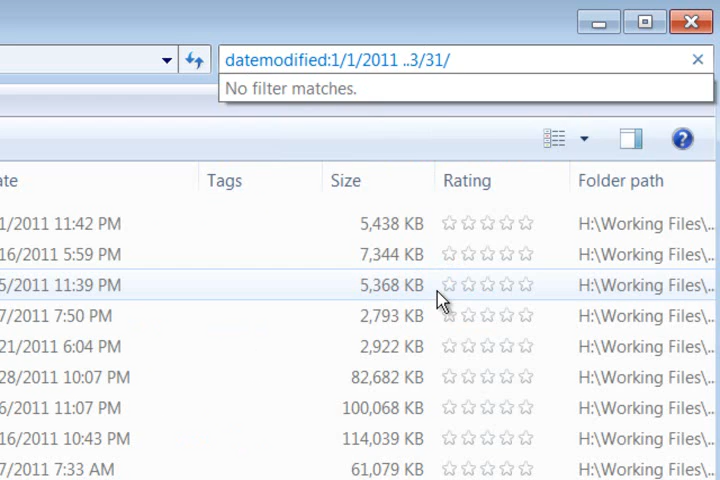 datemodified:1/1/2011 ..3/31/
No filter matches.
ate Tags Size Rating Folder path
1/2011 11:42 PM 5,438 KB H:\Working Files\...
16/2011 5:59 PM 7,344 KB H:\Working Files\...
5/2011 11:39 PM 5,368 KB H:\Working Files\...
7/2011 7:50 PM 2,793 KB H:\Working Files\...
21/2011 6:04 PM 2,922 KB H:\Working Files\...
28/2011 10:07 PM 82,682 KB H:\Working Files\...
6/2011 11:07 PM 100,068 KB H:\Working Files\...
16/2011 10:43 PM 114,039 KB H:\Working Files\...
7/2011 7:33 AM 61,079 KB H:\Working Files\...